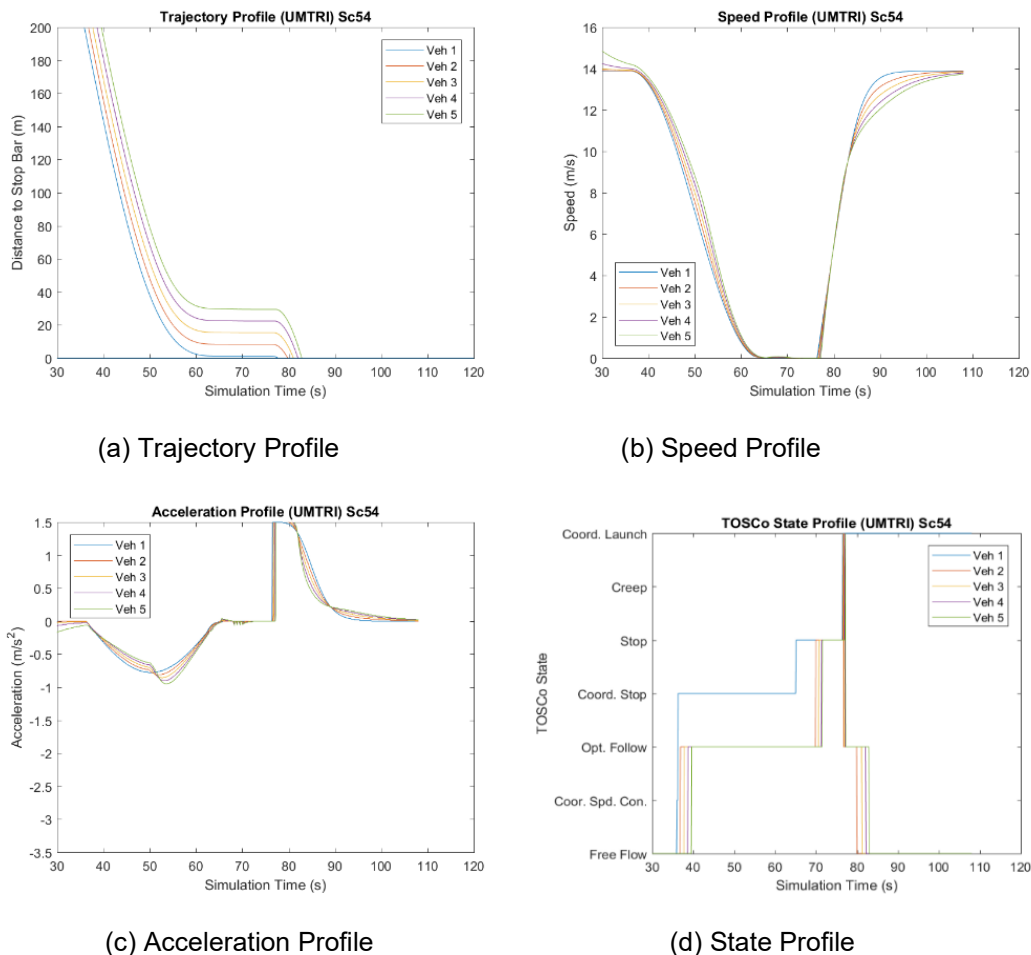 Trajectory Profile (UMTRI) Sc54
200
180
160
140
120
100
80
60
40
20
0
Distance to Stop Bar (m)
Veh 1
Veh 2
Veh 3
Veh 4
Veh 5
30 40 50 60 70 80 90 100 110 120
Simulation Time (s)
(a) Trajectory Profile
Speed Profile (UMTRI) Sc54
16
14
12
10
8
6
4
2
0
Speed (m/s)
Veh 1
Veh 2
Veh 3
Veh 4
Veh 5
30 40 50 60 70 80 90 100 110 120
Simulation Time (s)
(b) Speed Profile
Acceleration Profile (UMTRI) Sc54
1.5
1
0.5
0
-0.5
-1
-1.5
-2
-2.5
-3
-3.5
Acceleration (m/s²)
Veh 1
Veh 2
Veh 3
Veh 4
Veh 5
30 40 50 60 70 80 90 100 110 120
Simulation Time (s)
(c) Acceleration Profile
TOSCo State Profile (UMTRI) Sc54
Coord. Launch
Creep
Stop
Coord. Stop
Opt. Follow
Coor. Spd. Con.
Free Flow
TOSCo State
Veh 1
Veh 2
Veh 3
Veh 4
Veh 5
30 40 50 60 70 80 90 100 110 120
Simulation Time (s)
(d) State Profile